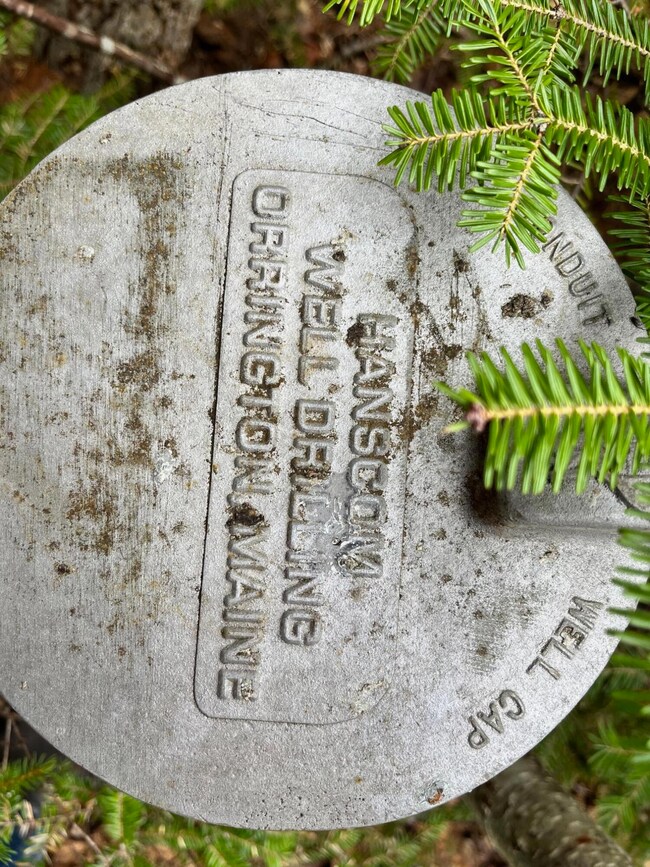 NDUIT WELL CAP
HANSCOM
WELL DRILLING
ORRINGTON, MAINE